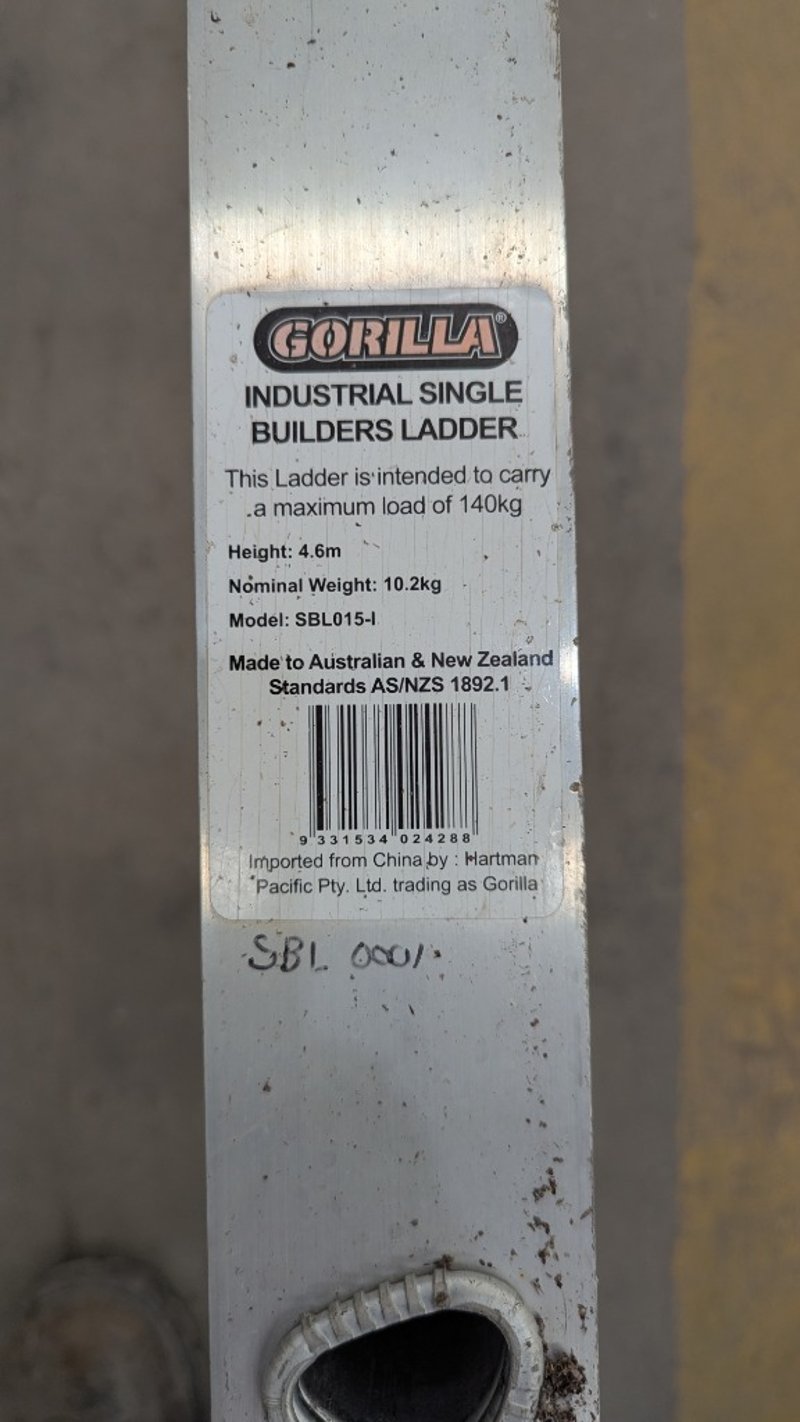 GORILLA®
INDUSTRIAL SINGLE
BUILDERS LADDER
This Ladder is intended to carry
a maximum load of 140kg
Height: 4.6m
Nominal Weight: 10.2kg
Model: SBL015-I
Made to Australian & New Zealand
Standards AS/NZS 1892.1
9 331534 024288
Imported from China by : Hartman
Pacific Pty. Ltd. trading as Gorilla
SBL 0001